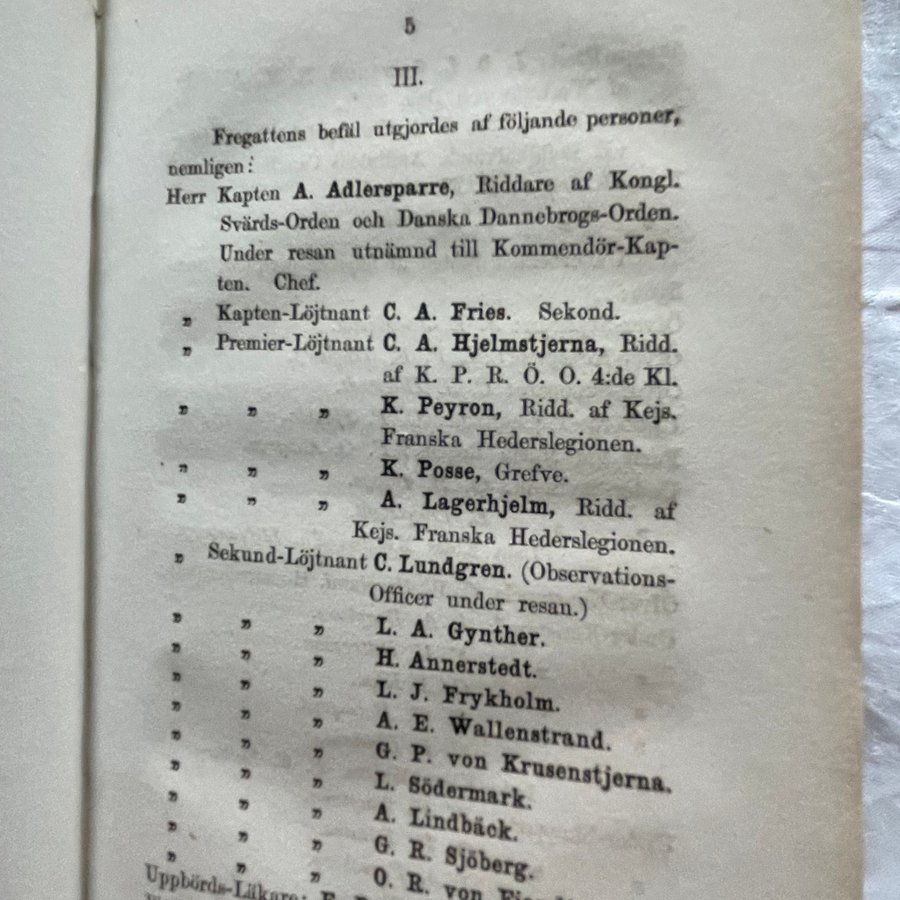 5
III.
Fregattens befäl utgjordes af följande personer,
nemligen:
Herr Kapten A. Adlersparre, Riddare af Kongl.
Svärds-Orden och Danska Dannebrogs-Orden.
Under resan utnämnd till Kommendör-Kap-
ten. Chef.
„ Kapten-Löjtnant C. A. Fries. Sekond.
„ Premier-Löjtnant C. A. Hjelmstjerna, Ridd.
af K. P. R. Ö. O. 4:de Kl.
„ „ „ K. Peyron, Ridd. af Kejs.
Franska Hederslegionen.
„ „ „ K. Posse, Grefve.
„ „ „ A. Lagerhjelm, Ridd. af
Kejs. Franska Hederslegionen.
„ Sekund-Löjtnant C. Lundgren. (Observations-
Officer under resan.)
„ „ „ L. A. Gynther.
„ „ „ H. Annerstedt.
„ „ „ L. J. Frykholm.
„ „ „ A. E. Wallenstrand.
„ „ „ G. P. von Krusenstjerna.
„ „ „ L. Södermark.
„ „ „ A. Lindbäck.
„ „ „ G. R. Sjöberg.
„ „ „ O. R. von
Uppbörds-Läkare: